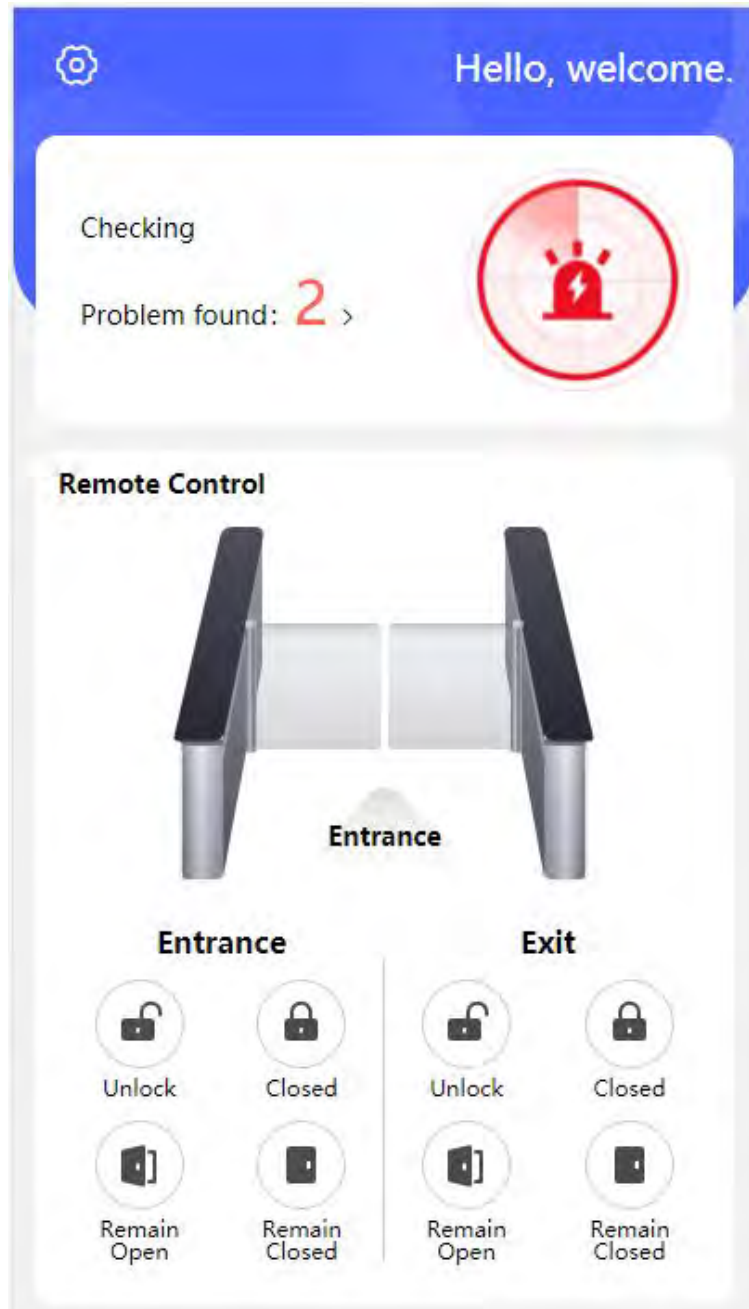 Hello, welcome.
Checking
Problem found: 2 >
Remote Control
Entrance
Entrance
Exit
Unlock
Closed
Unlock
Closed
Remain
Open
Remain
Closed
Remain
Open
Remain
Closed